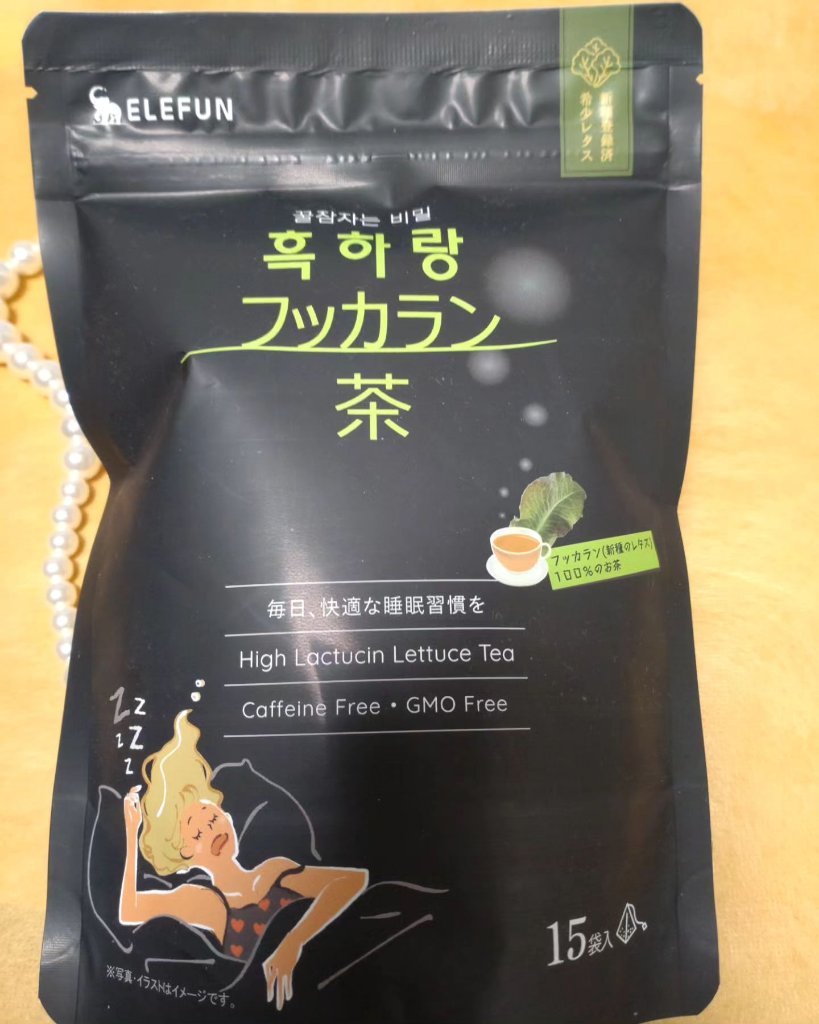 ELEFUN
新種登録済
希少レタス
꿀잠자는 비밀
흑하랑
フッカラン
茶
フッカラン(新種のレタス)
100%のお茶
毎日、快適な睡眠習慣を
High Lactucin Lettuce Tea
Caffeine Free • GMO Free
Z z
z Z
z
15袋入
※写真・イラストはイメージです。